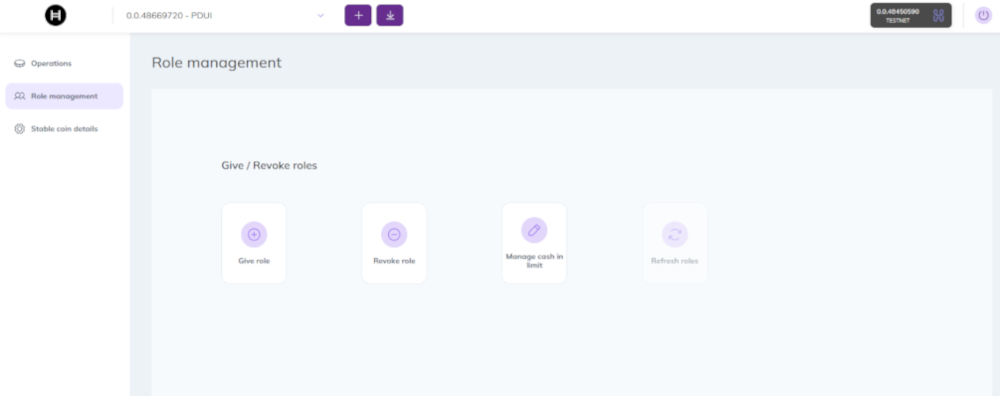 0.0.48669720 - PDUI
0.0.48450590
TESTNET
Operations
Role management
Stable coin details
Role management
Give / Revoke roles
Give role
Revoke role
Manage cash in
limit
Refresh roles